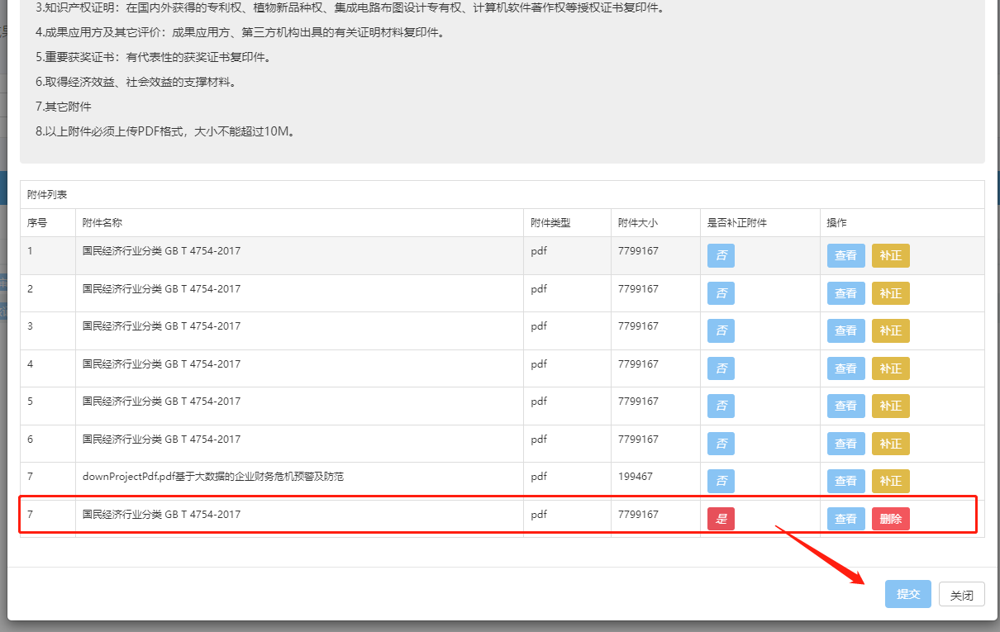 3.知识产权证明：在国内外获得的专利权、植物新品种权、集成电路布图设计专有权、计算机软件著作权等授权证书复印件。
4.成果应用方及其它评价：成果应用方、第三方机构出具的有关证明材料复印件。
5.重要获奖证书：有代表性的获奖证书复印件。
6.取得经济效益、社会效益的支撑材料。
7.其它附件
8.以上附件必须上传PDF格式，大小不能超过10M。
附件列表
序号 附件名称 附件类型 附件大小 是否补正附件 操作
1 国民经济行业分类 GB T 4754-2017 pdf 7799167 否 查看 补正
2 国民经济行业分类 GB T 4754-2017 pdf 7799167 否 查看 补正
3 国民经济行业分类 GB T 4754-2017 pdf 7799167 否 查看 补正
4 国民经济行业分类 GB T 4754-2017 pdf 7799167 否 查看 补正
5 国民经济行业分类 GB T 4754-2017 pdf 7799167 否 查看 补正
6 国民经济行业分类 GB T 4754-2017 pdf 7799167 否 查看 补正
7 downProjectPdf.pdf基于大数据的企业财务危机预警及防范 pdf 199467 否 查看 补正
7 国民经济行业分类 GB T 4754-2017 pdf 7799167 是 查看 删除
提交 关闭